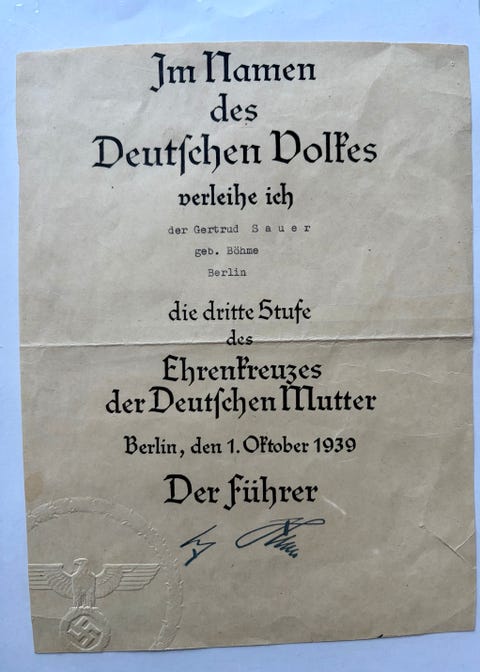 Im Namen
des
Deutschen Volkes
verleihe ich
der Gertrud S a u e r
geb. Böhme
Berlin
die dritte Stufe
des
Ehrenkreuzes
der Deutschen Mutter
Berlin, den 1. Oktober 1939
Der Führer